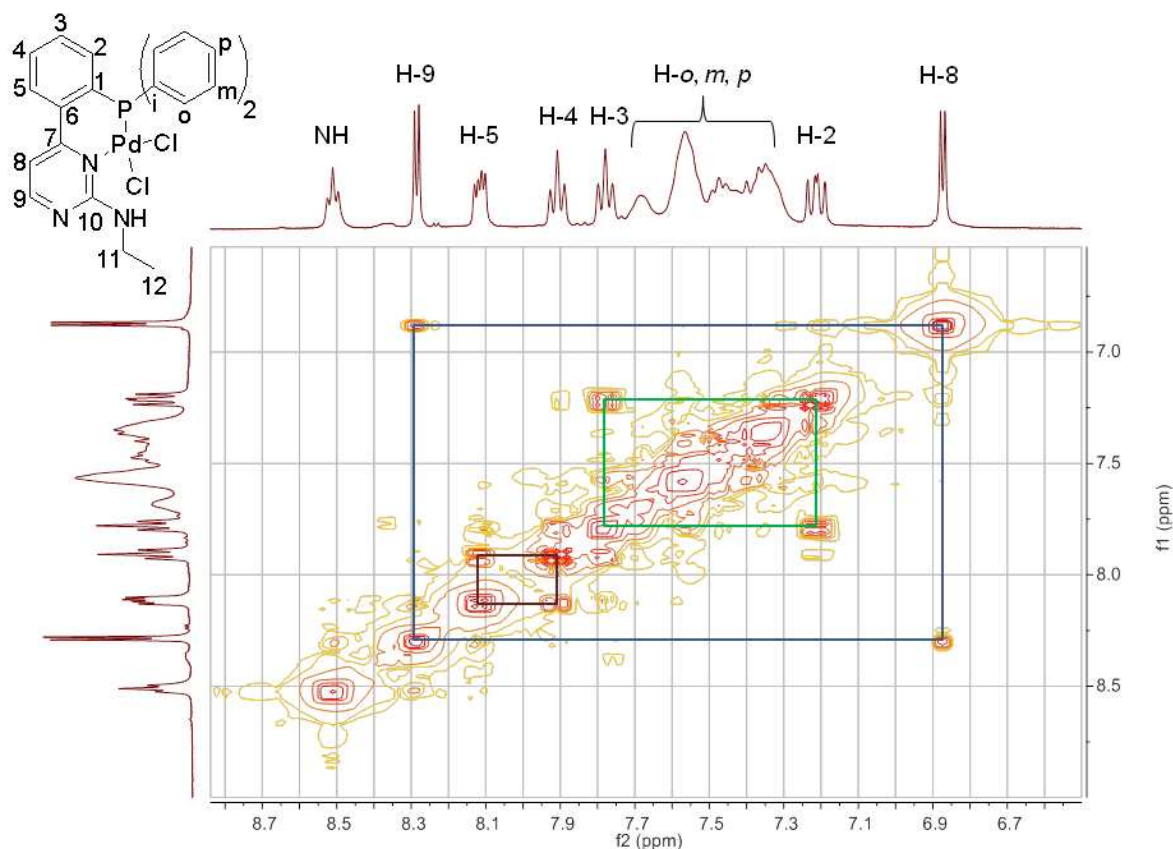 3
4
2
5
1
6
P
i
o
m
p
2
7
Pd
Cl
Cl
8
N
9
N
10
NH
11
12
NH
H-9
H-5
H-4
H-3
H-o, m, p
H-2
H-8
7.0
7.5
8.0
8.5
f1 (ppm)
8.7 8.5 8.3 8.1 7.9 7.7 7.5 7.3 7.1 6.9 6.7
f2 (ppm)